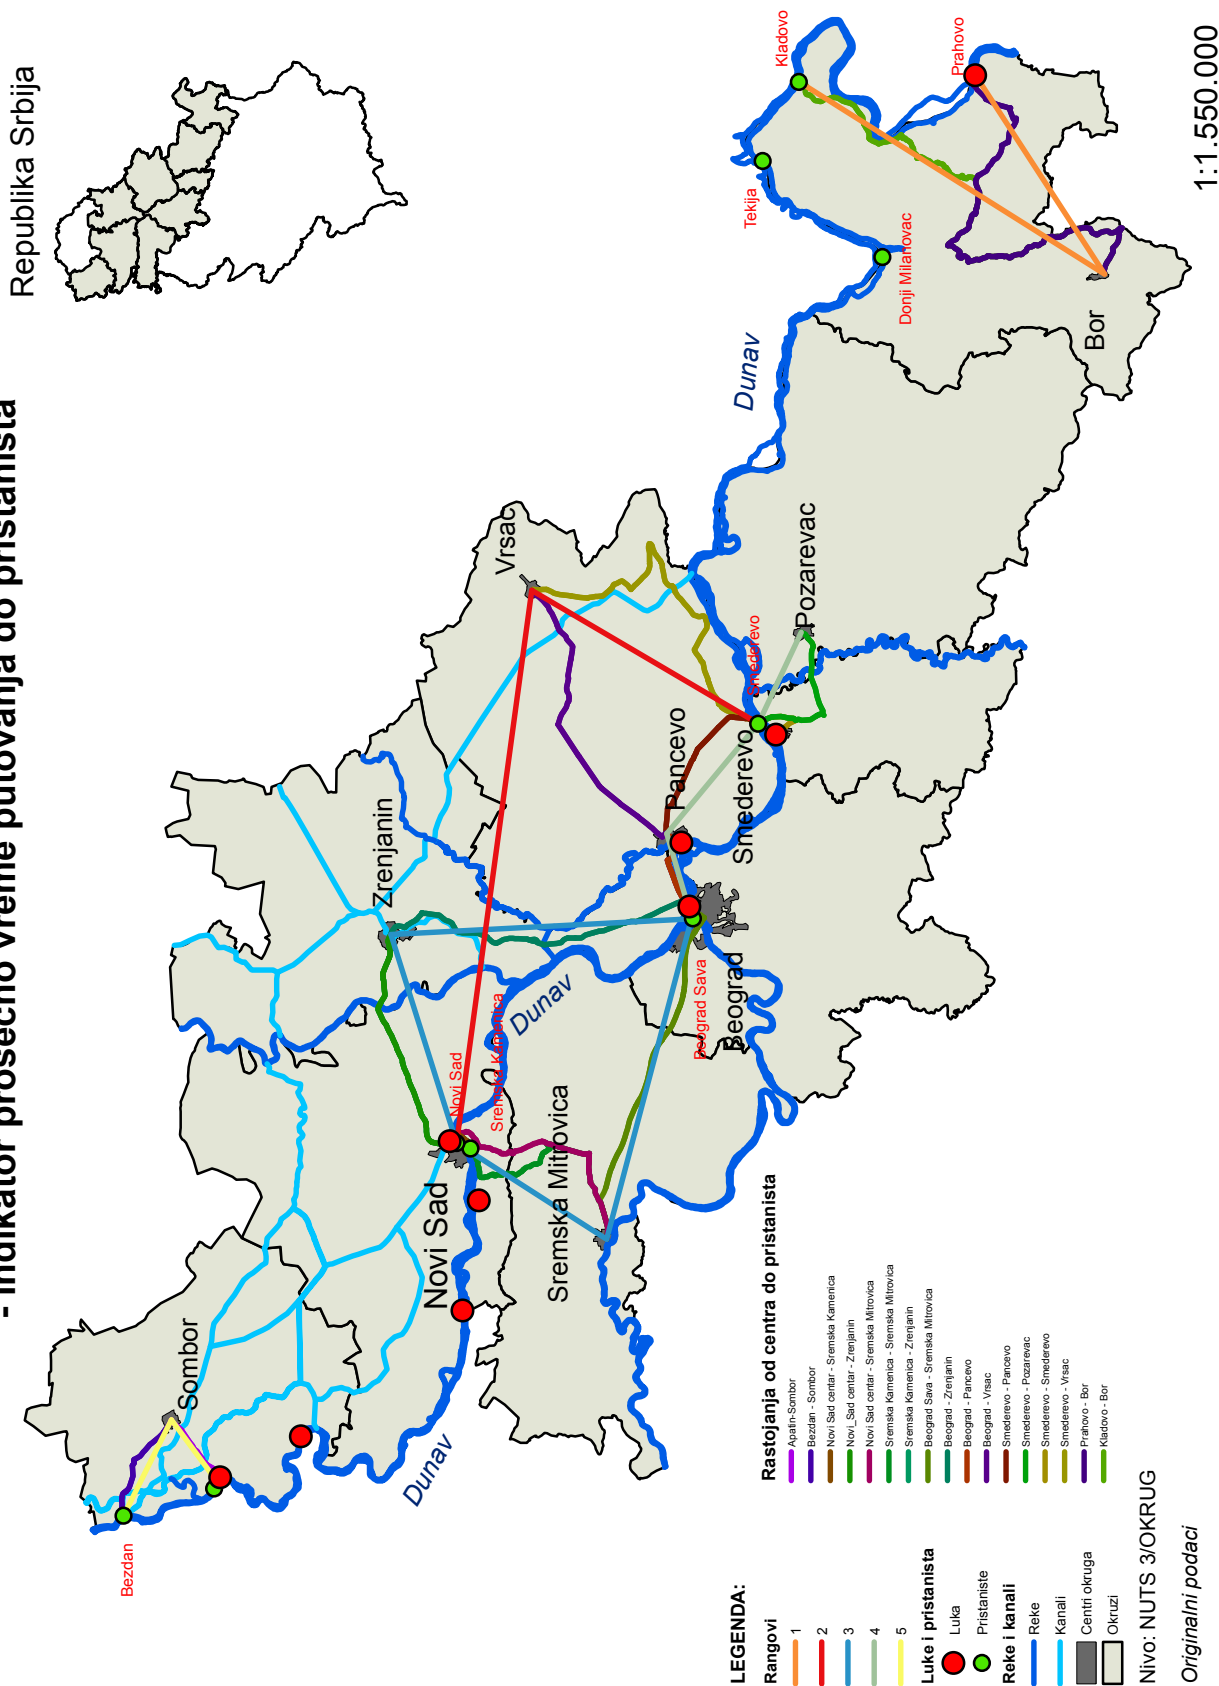 - Indikator prosecno vreme putovanja do pristanista
Republika Srbija
Kladovo
Prahovo
Tekija
Donji Milanovac
Bor
Dunav
Vrsac
Pozarevac
Smederevo
Pancevo
Smederevo
Zrenjanin
Beograd
Beograd Sava
Dunav
Novi Sad
Sremska Kamenica
Sremska Mitrovica
Novi Sad
Sombor
Dunav
Bezdan
1:1.550.000
LEGENDA:
Rangovi
1
2
3
4
5
Luke i pristanista
Luka
Pristaniste
Reke i kanali
Reke
Kanali
Centri okruga
Okruzi
Rastojanja od centra do pristanista
Apatin-Sombor
Bezdan - Sombor
Novi Sad centar - Sremska Kamenica
Novi_Sad centar - Zrenjanin
Novi Sad centar - Sremska Mitrovica
Sremska Kamenica - Sremska Mitrovica
Sremska Kamenica - Zrenjanin
Beograd Sava - Sremska Mitrovica
Beograd - Zrenjanin
Beograd - Pancevo
Beograd - Vrsac
Smederevo - Pancevo
Smederevo - Pozarevac
Smederevo - Smederevo
Smederevo - Vrsac
Prahovo - Bor
Kladovo - Bor
Nivo: NUTS 3/OKRUG
Originalni podaci